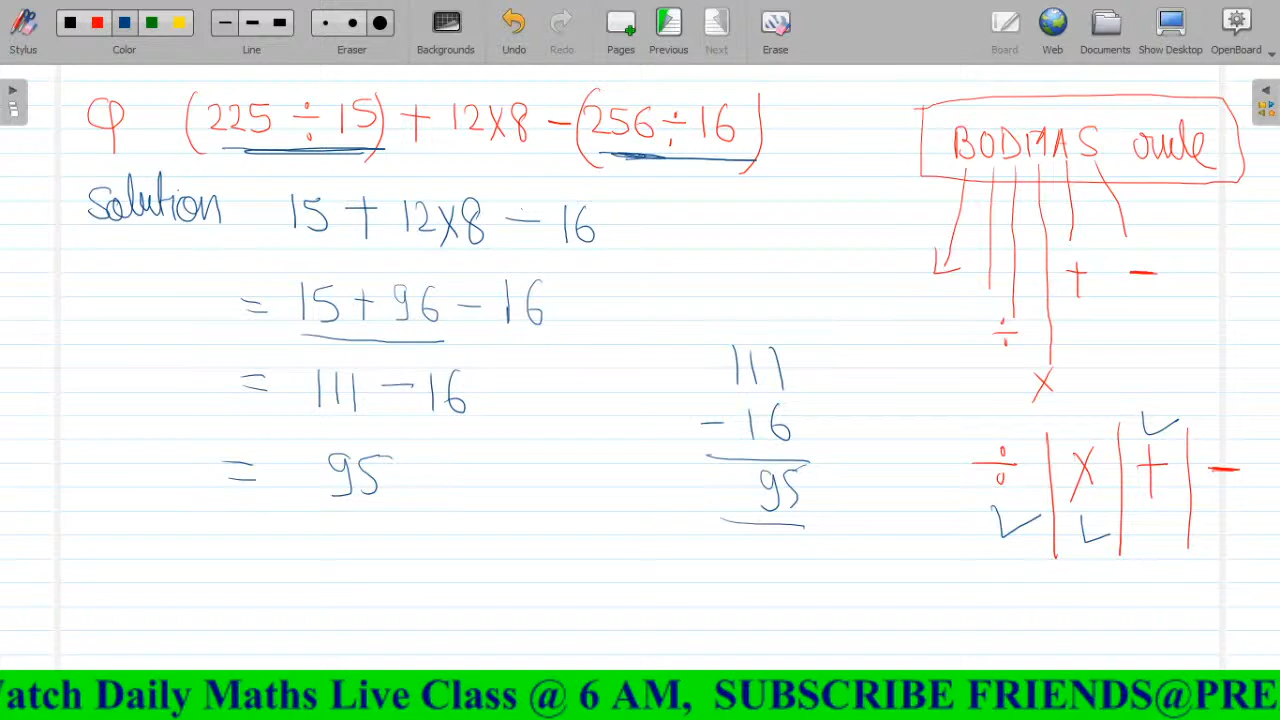 Stylus Color Line Eraser Backgrounds Undo Redo Pages Previous Next Erase Board Web Documents Show Desktop OpenBoard
Q (225 ÷ 15) + 12×8 - (256 ÷ 16)
BODMAS rule
Solution 15 + 12×8 - 16
= 15 + 96 - 16
= 111 - 16
= 95
111
- 16
95
+ -
÷
×
÷ | × | + | -
Watch Daily Maths Live Class @ 6 AM, SUBSCRIBE FRIENDS@PRE